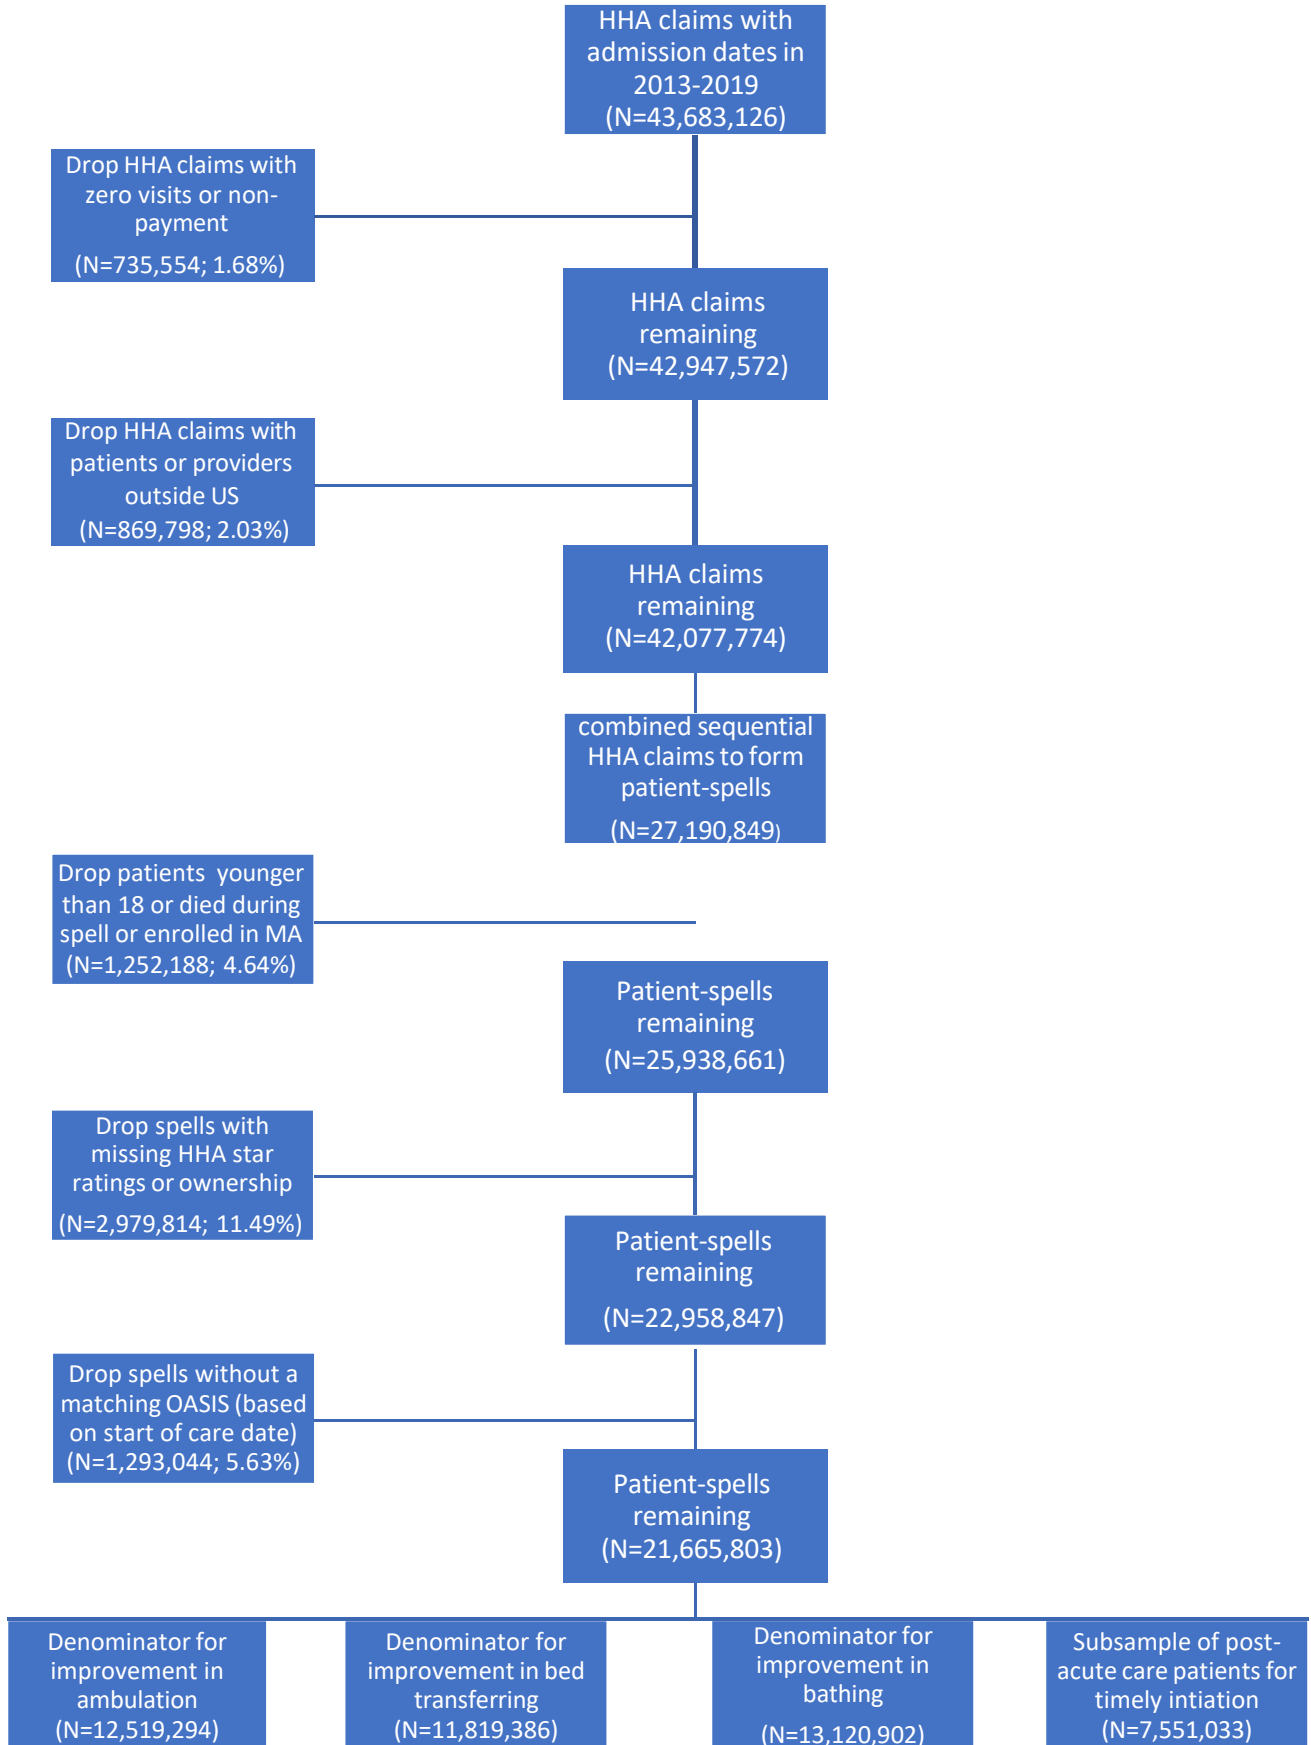 HHA claims with
admission dates in
2013-2019
(N=43,683,126)
Drop HHA claims with
zero visits or non-
payment
(N=735,554; 1.68%)
HHA claims
remaining
(N=42,947,572)
Drop HHA claims with
patients or providers
outside US
(N=869,798; 2.03%)
HHA claims
remaining
(N=42,077,774)
combined sequential
HHA claims to form
patient-spells
(N=27,190,849)
Drop patients younger
than 18 or died during
spell or enrolled in MA
(N=1,252,188; 4.64%)
Patient-spells
remaining
(N=25,938,661)
Drop spells with
missing HHA star
ratings or ownership
(N=2,979,814; 11.49%)
Patient-spells
remaining
(N=22,958,847)
Drop spells without a
matching OASIS (based
on start of care date)
(N=1,293,044; 5.63%)
Patient-spells
remaining
(N=21,665,803)
Denominator for
improvement in
ambulation
(N=12,519,294)
Denominator for
improvement in bed
transferring
(N=11,819,386)
Denominator for
improvement in
bathing
(N=13,120,902)
Subsample of post-
acute care patients for
timely intiation
(N=7,551,033)